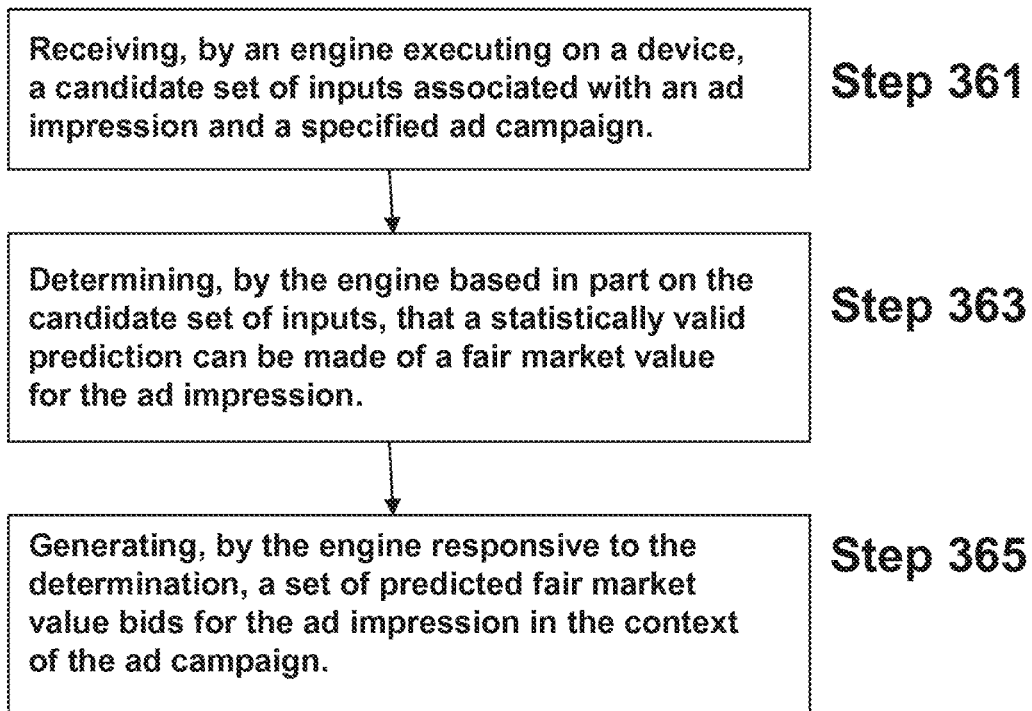 Receiving, by an engine executing on a device,
a candidate set of inputs associated with an ad
impression and a specified ad campaign.
Step 361
Determining, by the engine based in part on the
candidate set of inputs, that a statistically valid
prediction can be made of a fair market value
for the ad impression.
Step 363
Generating, by the engine responsive to the
determination, a set of predicted fair market
value bids for the ad impression in the context
of the ad campaign.
Step 365